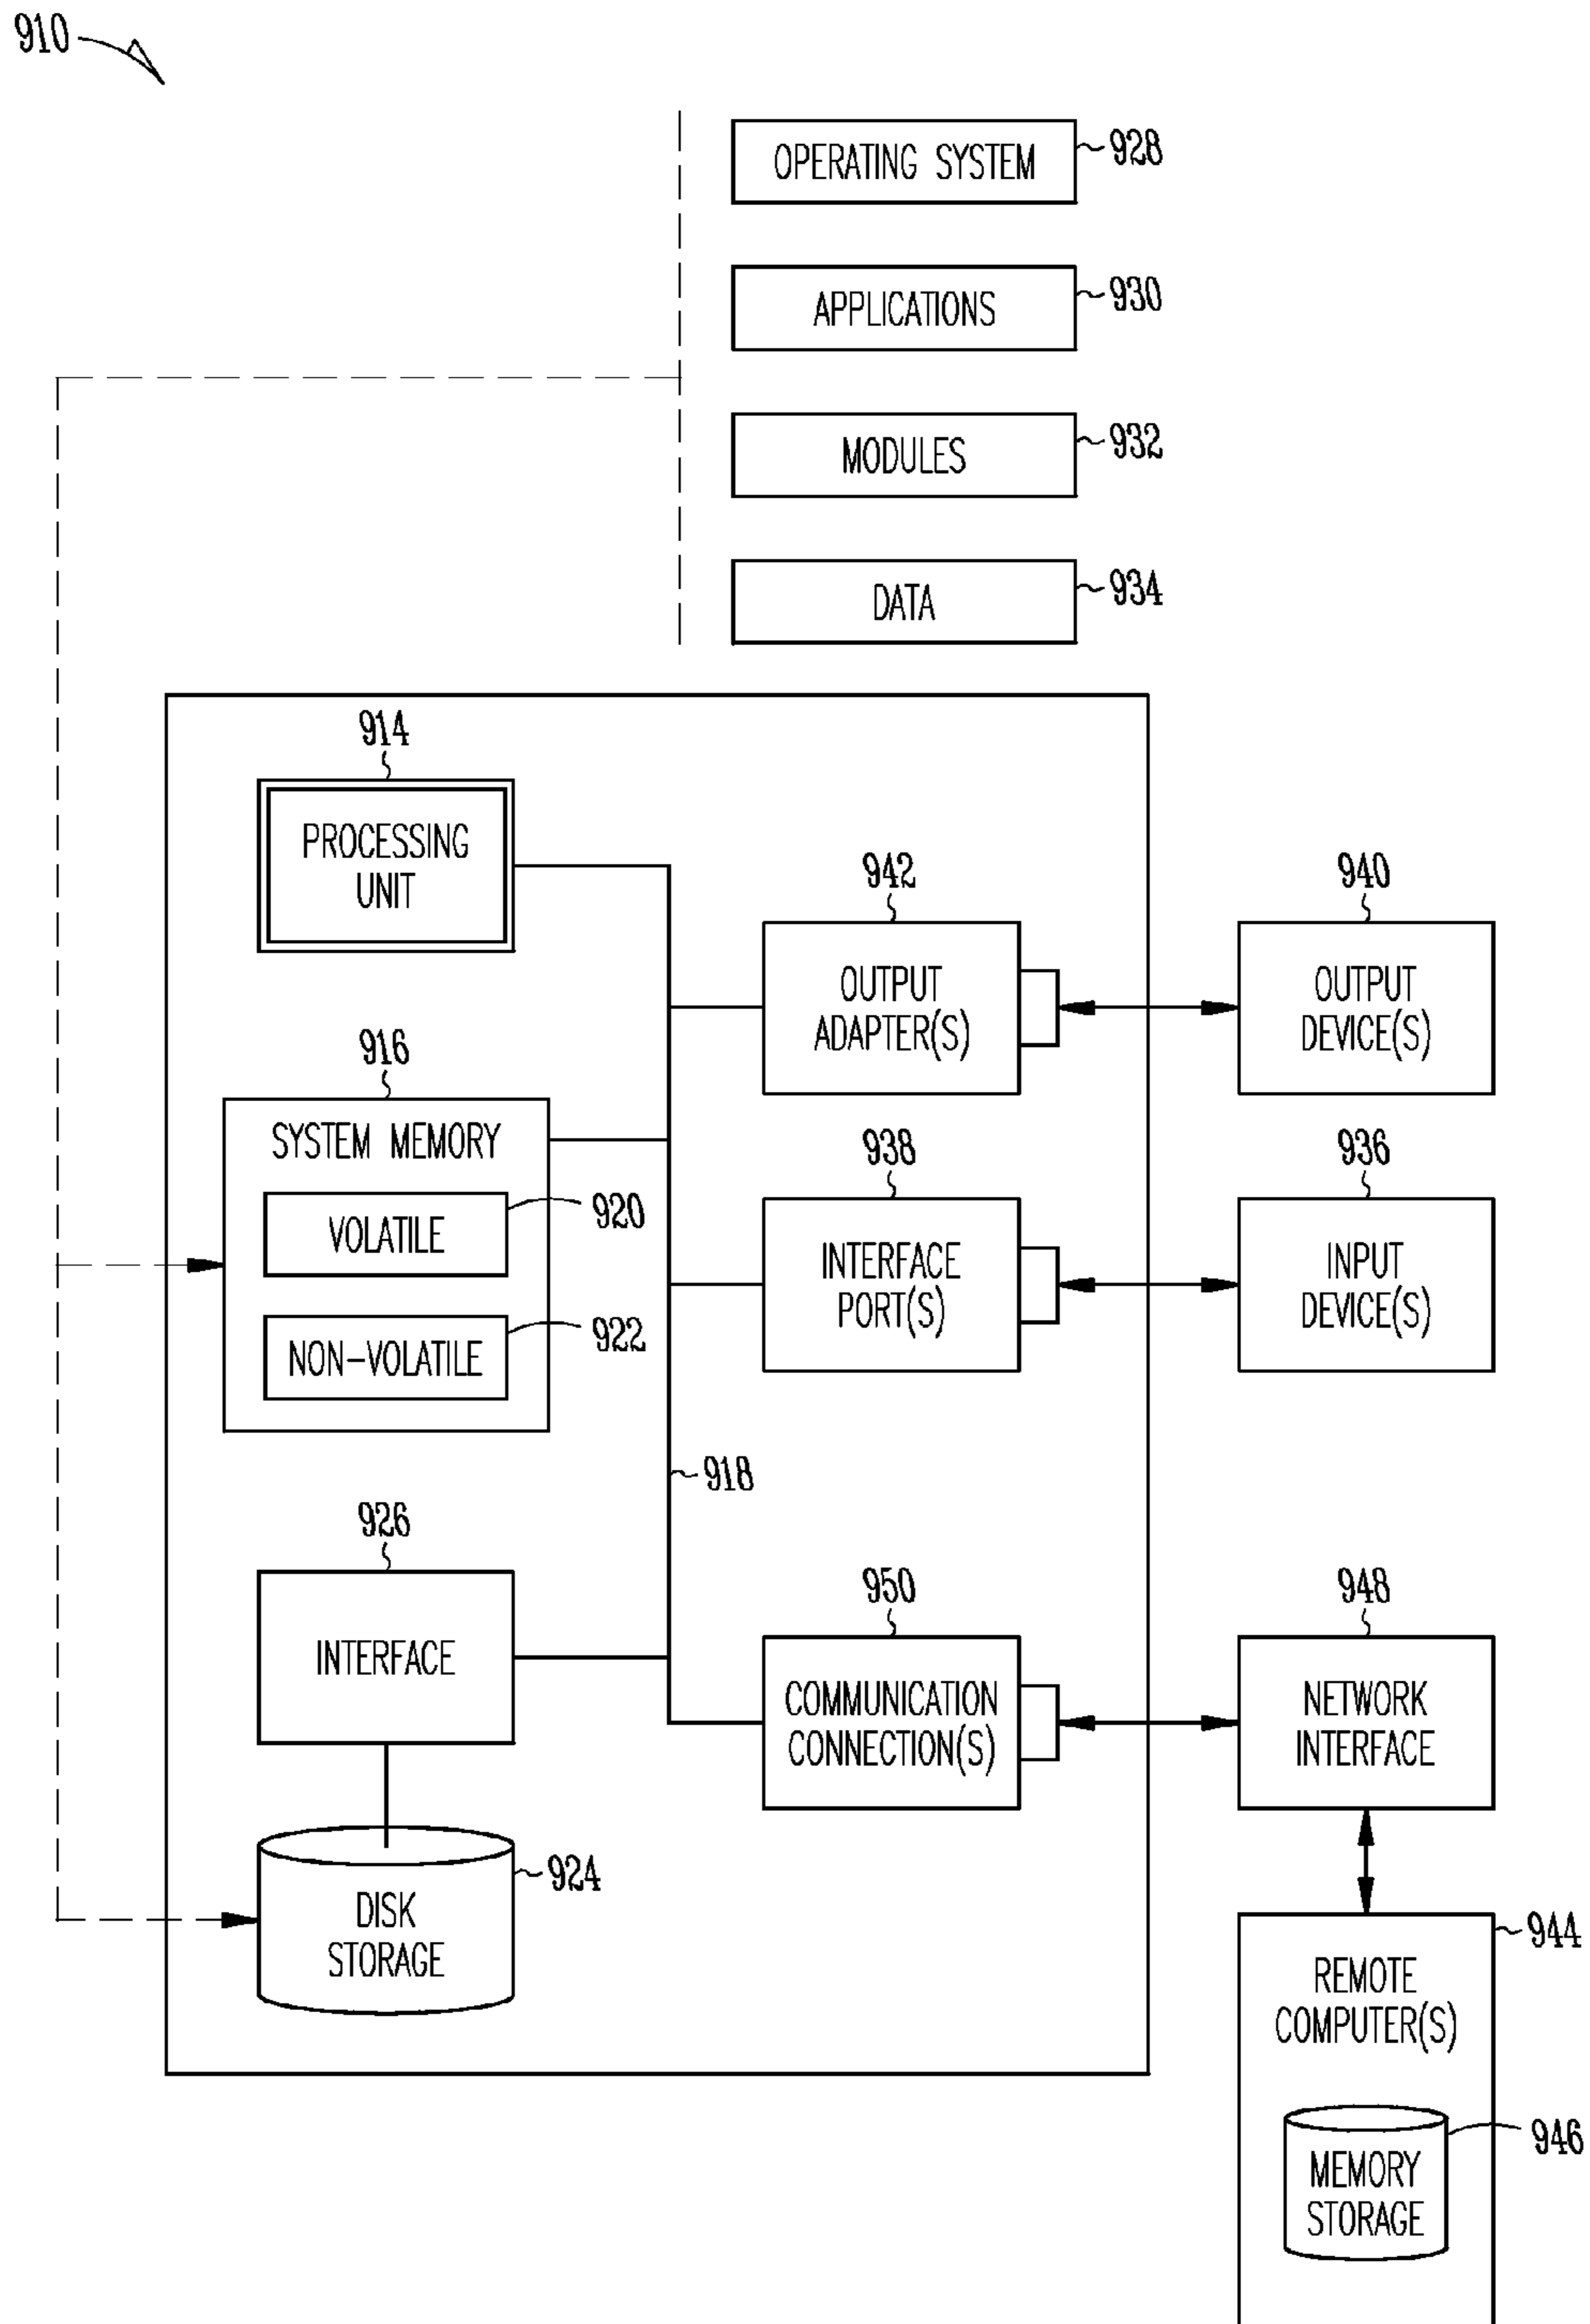 910
OPERATING SYSTEM
928
APPLICATIONS
930
MODULES
932
DATA
934
914
PROCESSING
UNIT
942
OUTPUT
ADAPTER(S)
940
OUTPUT
DEVICE(S)
916
SYSTEM MEMORY
VOLATILE
920
NON-VOLATILE
922
938
INTERFACE
PORT(S)
936
INPUT
DEVICE(S)
918
926
INTERFACE
950
COMMUNICATION
CONNECTION(S)
948
NETWORK
INTERFACE
924
DISK
STORAGE
944
REMOTE
COMPUTER(S)
946
MEMORY
STORAGE